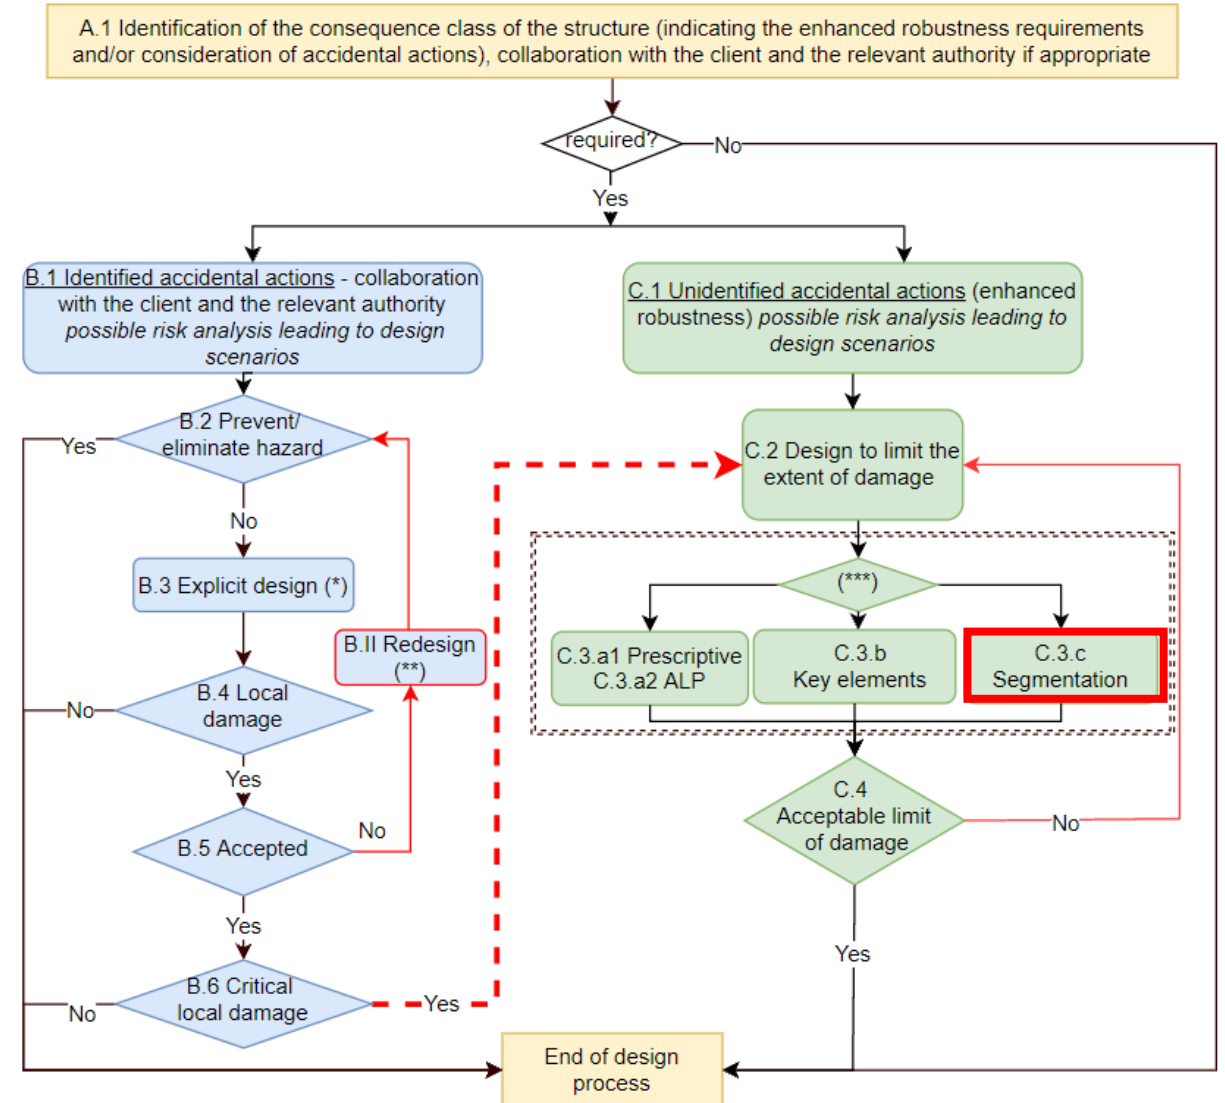 A.1 Identification of the consequence class of the structure (indicating the enhanced robustness requirements
and/or consideration of accidental actions), collaboration with the client and the relevant authority if appropriate
required?
No
Yes
B.1 Identified accidental actions - collaboration
with the client and the relevant authority
possible risk analysis leading to design
scenarios
C.1 Unidentified accidental actions (enhanced
robustness) possible risk analysis leading to
design scenarios
B.2 Prevent/
eliminate hazard
Yes
No
B.3 Explicit design (*)
B.II Redesign
(**)
B.4 Local
damage
No
Yes
B.5 Accepted
No
Yes
B.6 Critical
local damage
No
Yes
C.2 Design to limit the
extent of damage
(***)
C.3.a1 Prescriptive
C.3.a2 ALP
C.3.b
Key elements
C.3.c
Segmentation
C.4
Acceptable limit
of damage
No
Yes
End of design
process